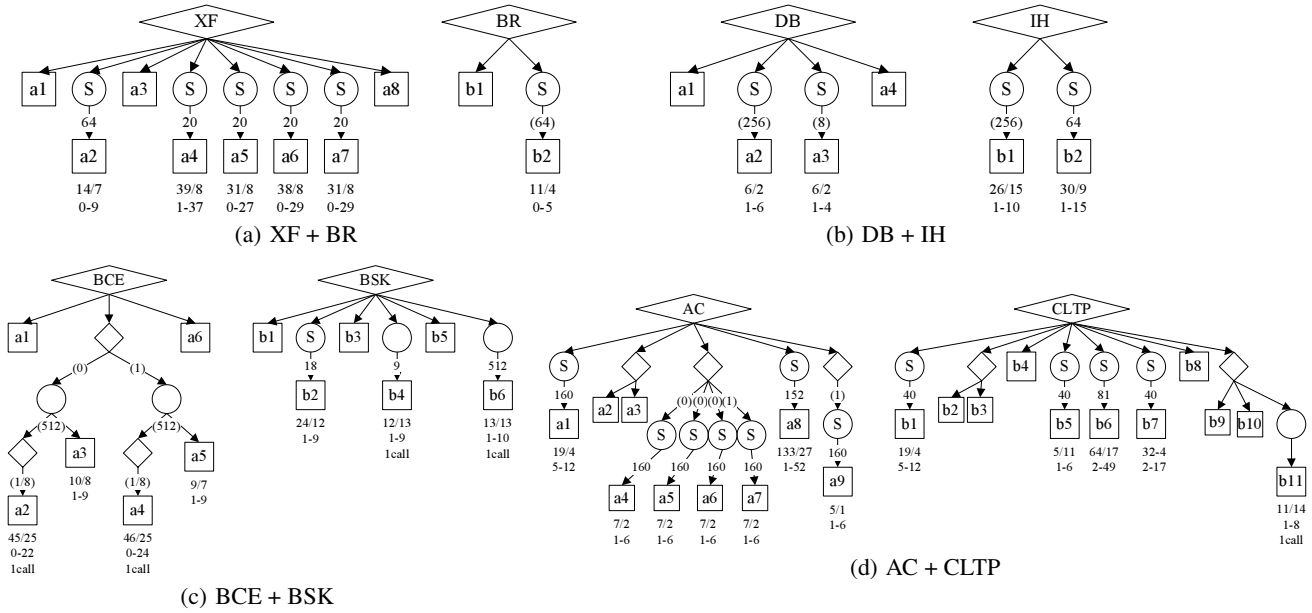 XF
BR
a1
S
a3
S
S
S
S
a8
b1
S
64
20
20
20
20
(64)
a2
a4
a5
a6
a7
b2
14/7
39/8
31/8
38/8
31/8
11/4
0-9
1-37
0-27
0-29
0-29
0-5
(a) XF + BR
DB
IH
a1
S
S
a4
S
S
(256)
(8)
(256)
64
a2
a3
b1
b2
6/2
6/2
26/15
30/9
1-6
1-4
1-10
1-15
(b) DB + IH
BCE
BSK
a1
a6
b1
S
b3
b5
(0)
(1)
18
9
512
b2
b4
b6
(512)
(512)
24/12
12/13
13/13
1-9
1-9
1-10
1call
1call
a3
a5
(1/8)
10/8
(1/8)
9/7
1-9
1-9
a2
a4
45/25
46/25
0-22
0-24
1call
1call
(c) BCE + BSK
AC
CLTP
S
S
160
a2
a3
(0)(0)(0)(1)
152
(1)
a1
S
S
S
S
a8
S
19/4
133/27
5-12
1-52
160
160
160
160
160
a4
a5
a6
a7
a9
7/2
7/2
7/2
7/2
5/1
1-6
1-6
1-6
1-6
1-6
S
b4
S
S
S
b8
40
b2
b3
40
81
40
b1
b5
b6
b7
b9
b10
19/4
5/11
64/17
32-4
5-12
1-6
2-49
2-17
b11
11/14
1-8
1call
(d) AC + CLTP